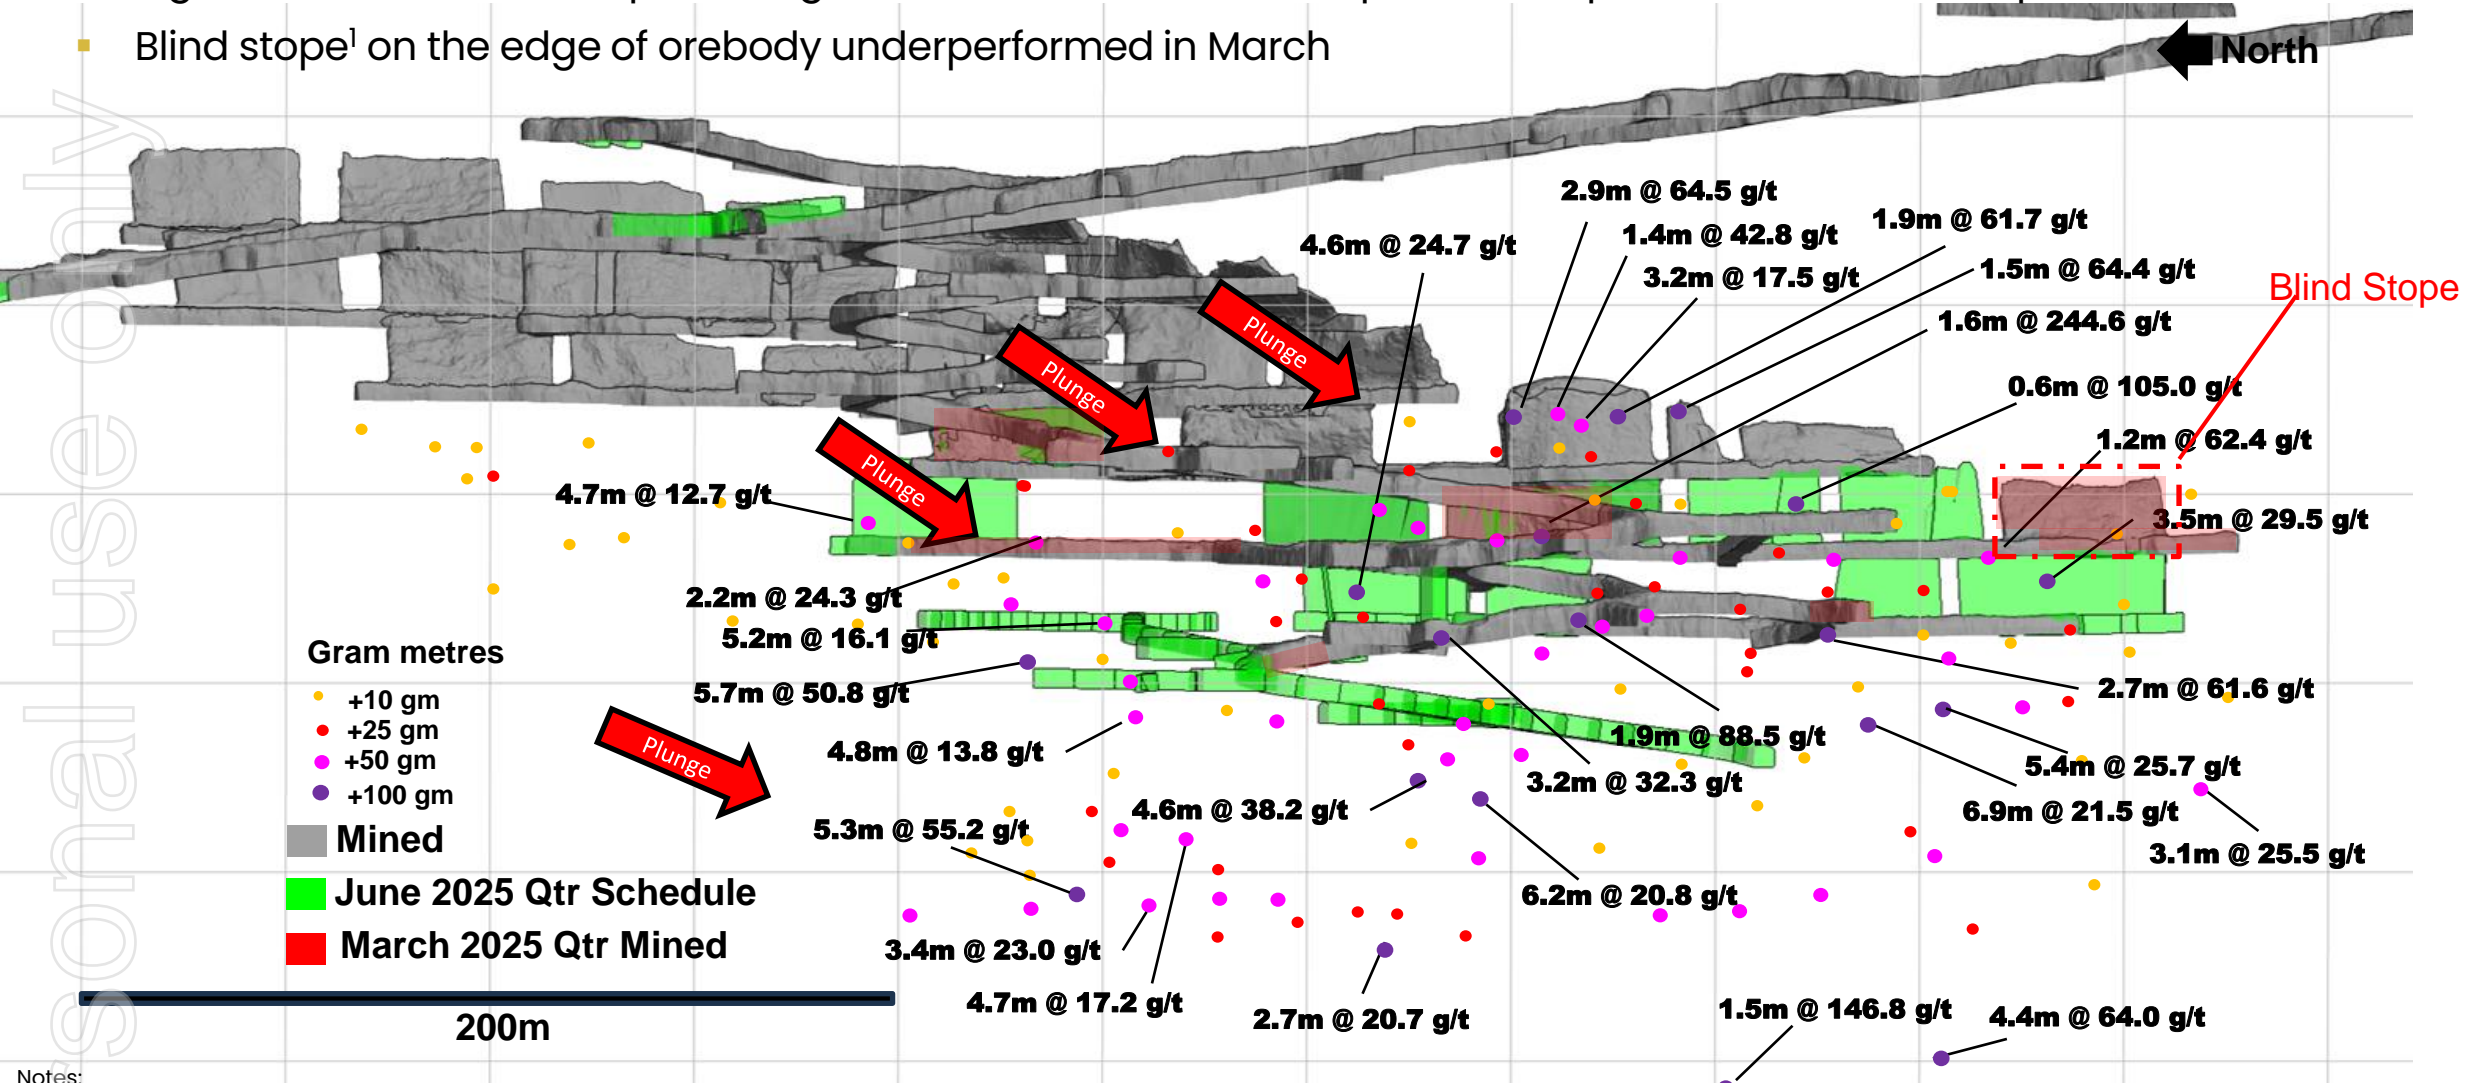 Blind stope¹ on the edge of orebody underperformed in March
North
2.9m @ 64.5 g/t
1.9m @ 61.7 g/t
1.4m @ 42.8 g/t
4.6m @ 24.7 g/t
3.2m @ 17.5 g/t
1.5m @ 64.4 g/t
Blind Stope
1.6m @ 244.6 g/t
Plunge
Plunge
0.6m @ 105.0 g/t
1.2m @ 62.4 g/t
Plunge
4.7m @ 12.7 g/t
3.5m @ 29.5 g/t
2.2m @ 24.3 g/t
5.2m @ 16.1 g/t
5.7m @ 50.8 g/t
2.7m @ 61.6 g/t
Plunge
4.8m @ 13.8 g/t
1.9m @ 88.5 g/t
5.4m @ 25.7 g/t
3.2m @ 32.3 g/t
4.6m @ 38.2 g/t
6.9m @ 21.5 g/t
5.3m @ 55.2 g/t
3.1m @ 25.5 g/t
6.2m @ 20.8 g/t
3.4m @ 23.0 g/t
4.7m @ 17.2 g/t
2.7m @ 20.7 g/t
1.5m @ 146.8 g/t
4.4m @ 64.0 g/t
Gram metres
+10 gm
+25 gm
+50 gm
+100 gm
Mined
June 2025 Qtr Schedule
March 2025 Qtr Mined
200m
Notes:
sonal use only